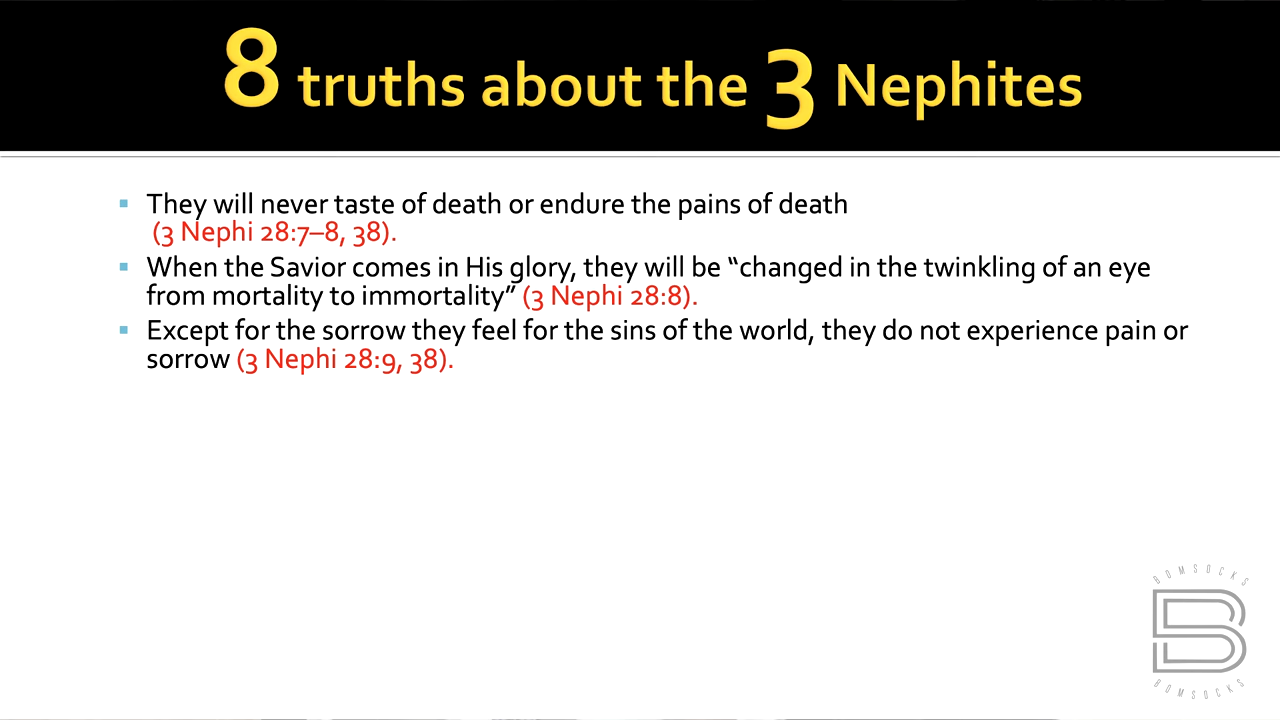 8 truths about the 3 Nephites
They will never taste of death or endure the pains of death
(3 Nephi 28:7–8, 38).
When the Savior comes in His glory, they will be “changed in the twinkling of an eye
from mortality to immortality” (3 Nephi 28:8).
Except for the sorrow they feel for the sins of the world, they do not experience pain or
sorrow (3 Nephi 28:9, 38).
BOMSOCKS
B
BOMSOCKS